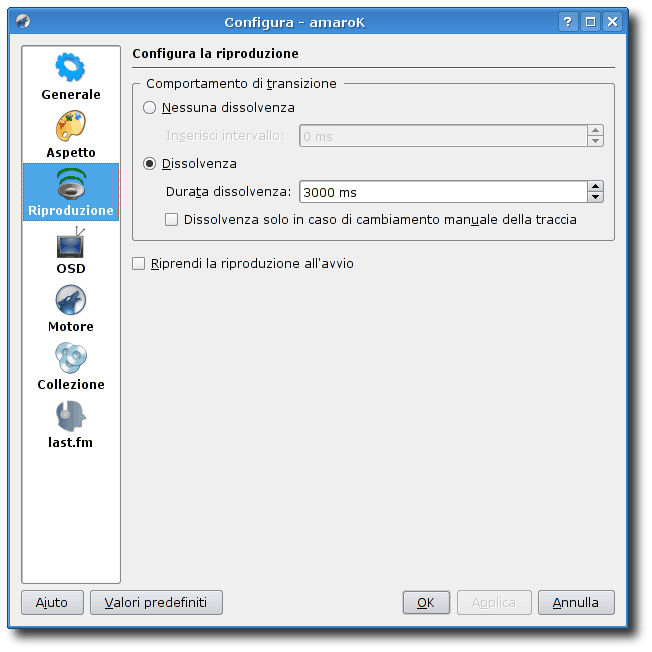 Configura - amaroK
Generale
Aspetto
Riproduzione
OSD
Motore
Collezione
last.fm
Configura la riproduzione
Comportamento di transizione
Nessuna dissolvenza
Inserisci intervallo: 0 ms
Dissolvenza
Durata dissolvenza: 3000 ms
Dissolvenza solo in caso di cambiamento manuale della traccia
Riprendi la riproduzione all'avvio
Aiuto Valori predefiniti OK Applica Annulla